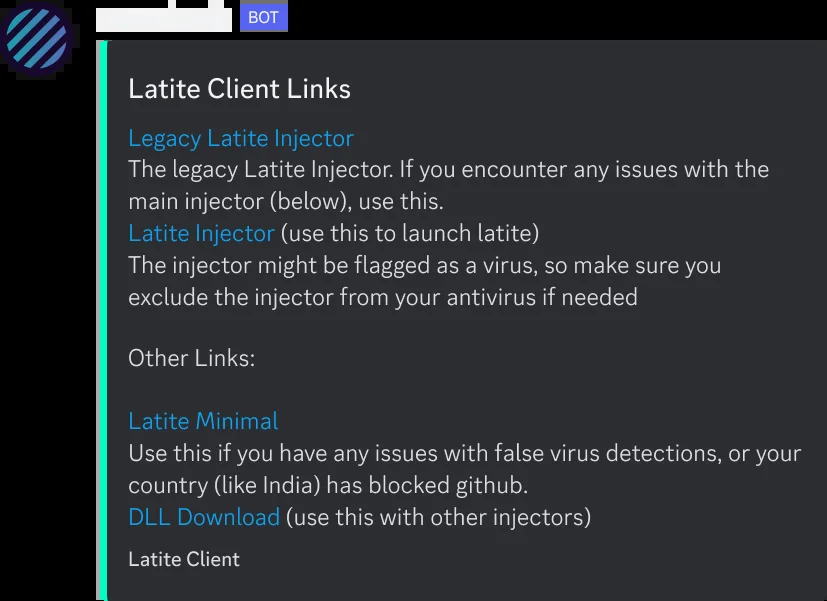 BOT
Latite Client Links
Legacy Latite Injector
The legacy Latite Injector. If you encounter any issues with the
main injector (below), use this.
Latite Injector (use this to launch latite)
The injector might be flagged as a virus, so make sure you
exclude the injector from your antivirus if needed
Other Links:
Latite Minimal
Use this if you have any issues with false virus detections, or your
country (like India) has blocked github.
DLL Download (use this with other injectors)
Latite Client